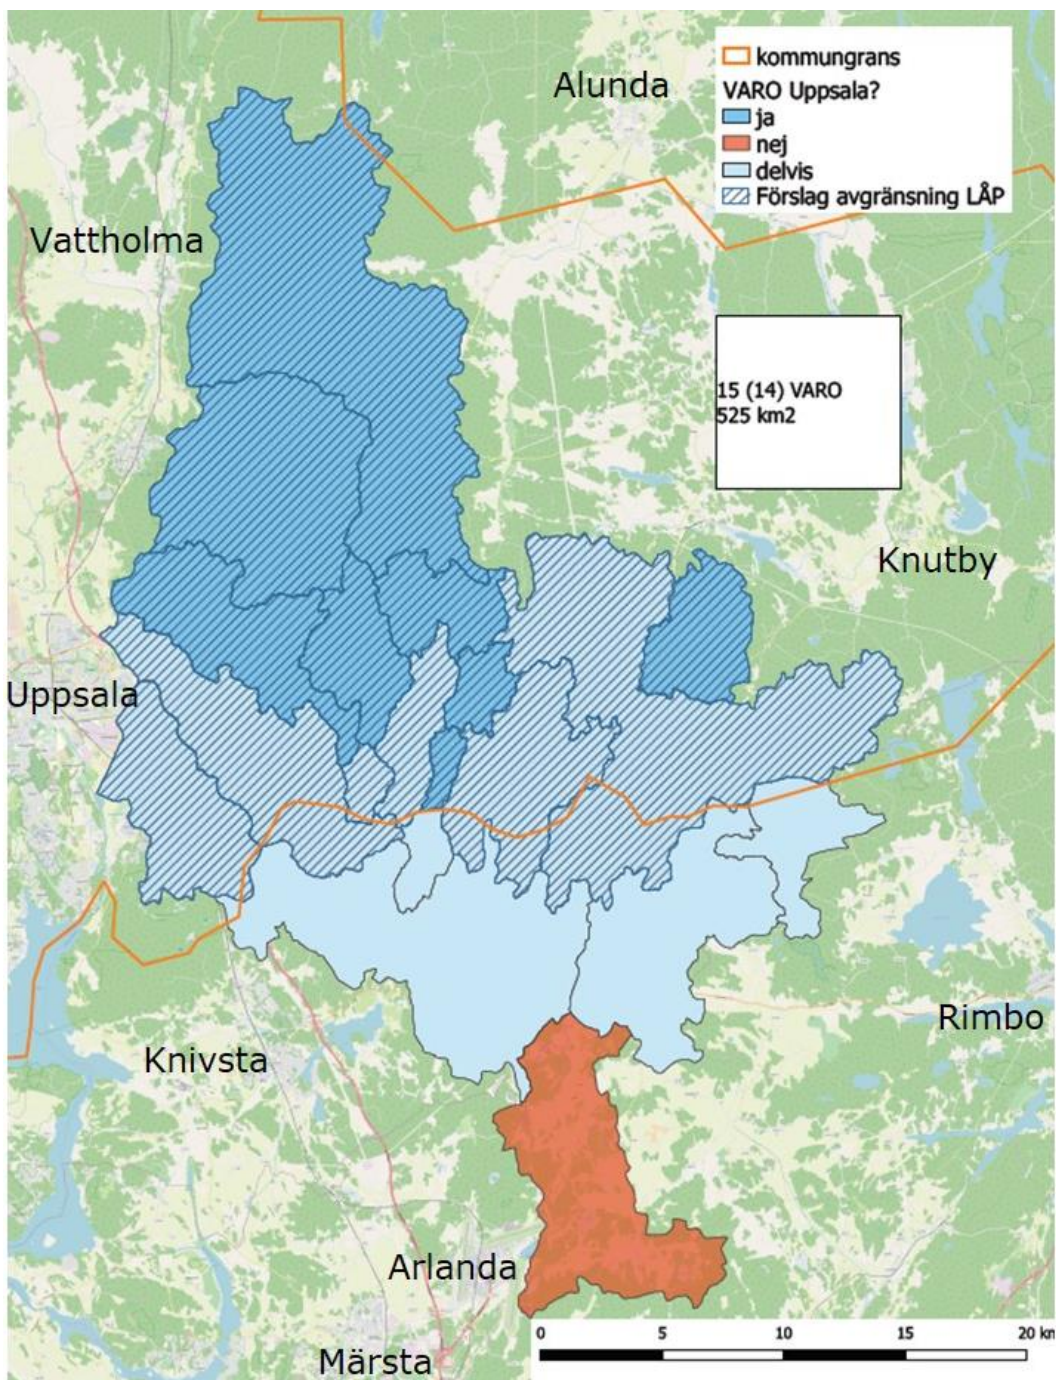 Alunda
kommungrans
VARO Uppsala?
ja
nej
delvis
Förslag avgränsning LÅP
Vattholma
15 (14) VARO
525 km2
Knutby
Uppsala
Rimbo
Knivsta
Arlanda
Märsta
0 5 10 15 20 km